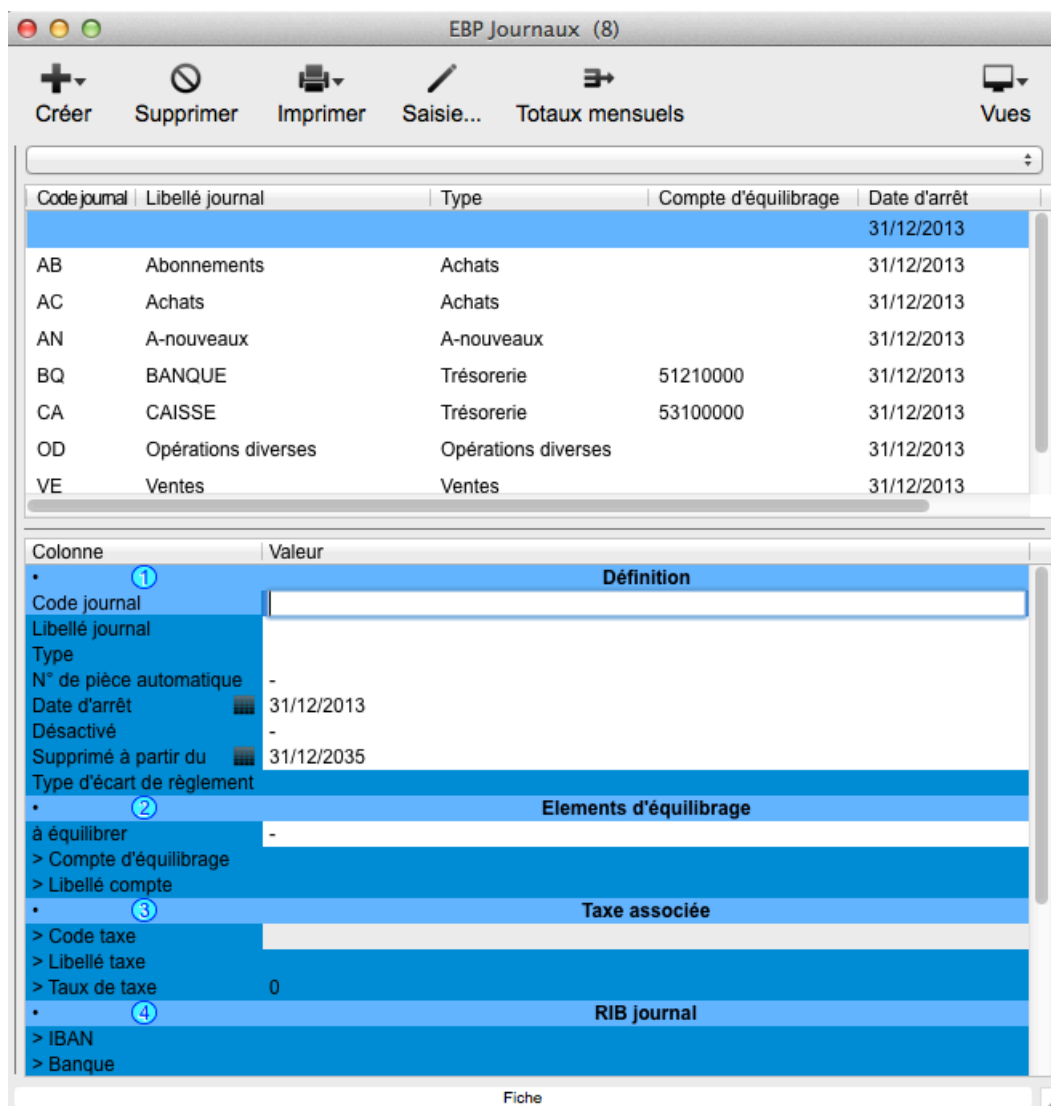 EBP Journaux (8)
Créer Supprimer Imprimer Saisie... Totaux mensuels Vues
Code journal Libellé journal Type Compte d'équilibrage Date d'arrêt
31/12/2013
AB Abonnements Achats 31/12/2013
AC Achats Achats 31/12/2013
AN A-nouveaux A-nouveaux 31/12/2013
BQ BANQUE Trésorerie 51210000 31/12/2013
CA CAISSE Trésorerie 53100000 31/12/2013
OD Opérations diverses Opérations diverses 31/12/2013
VE Ventes Ventes 31/12/2013
Colonne Valeur
• 1 Définition
Code journal
Libellé journal
Type
N° de pièce automatique -
Date d'arrêt 31/12/2013
Désactivé -
Supprimé à partir du 31/12/2035
Type d'écart de règlement
• 2 Elements d'équilibrage
à équilibrer -
> Compte d'équilibrage
> Libellé compte
• 3 Taxe associée
> Code taxe
> Libellé taxe
> Taux de taxe 0
• 4 RIB journal
> IBAN
> Banque
Fiche